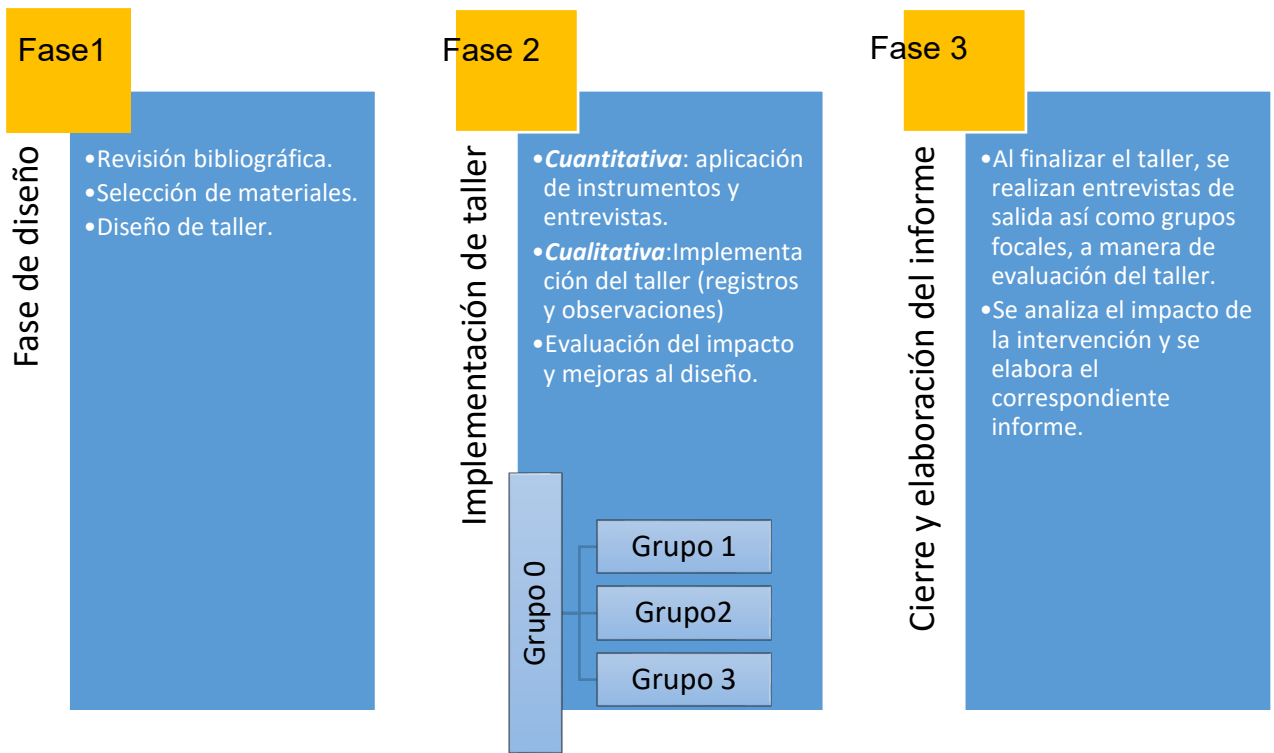 Fase1
Fase de diseño
•Revisión bibliográfica.
•Selección de materiales.
•Diseño de taller.
Fase 2
Implementación de taller
•Cuantitativa: aplicación
de instrumentos y
entrevistas.
•Cualitativa:Implementa
ción del taller (registros
y observaciones)
•Evaluación del impacto
y mejoras al diseño.
Grupo 0
Grupo 1
Grupo2
Grupo 3
Fase 3
Cierre y elaboración del informe
•Al finalizar el taller, se
realizan entrevistas de
salida así como grupos
focales, a manera de
evaluación del taller.
•Se analiza el impacto de
la intervención y se
elabora el
correspondiente
informe.